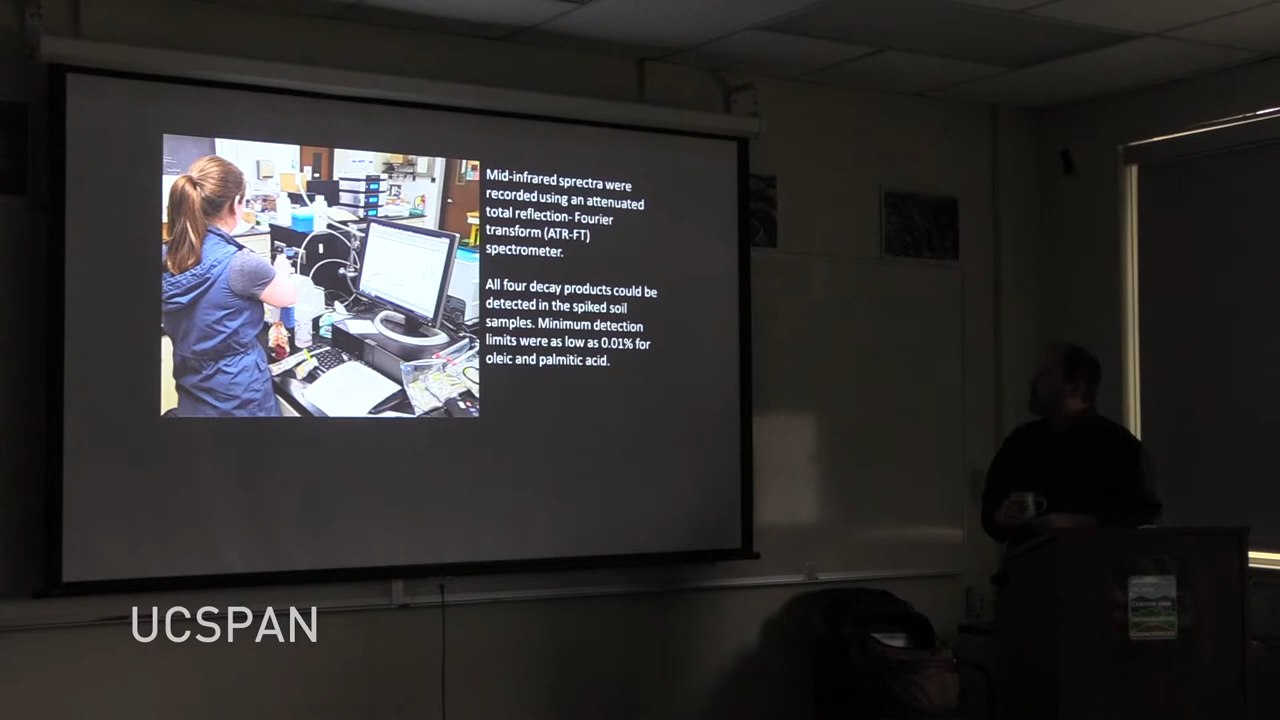 Mid-infrared sprectra were
recorded using an attenuated
total reflection- Fourier
transform (ATR-FT)
spectrometer.
All four decay products could be
detected in the spiked soil
samples. Minimum detection
limits were as low as 0.01% for
oleic and palmitic acid.
UCSPAN